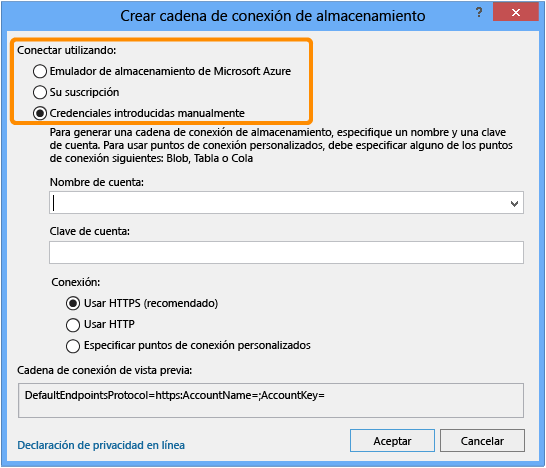 Crear cadena de conexión de almacenamiento
?
Conectar utilizando:
Emulador de almacenamiento de Microsoft Azure
Su suscripción
Credenciales introducidas manualmente
Para generar una cadena de conexión de almacenamiento, especifique un nombre y una clave
de cuenta. Para usar puntos de conexión personalizados, debe especificar alguno de los puntos
de conexión siguientes: Blob, Tabla o Cola
Nombre de cuenta:
Clave de cuenta:
Conexión:
Usar HTTPS (recomendado)
Usar HTTP
Especificar puntos de conexión personalizados
Cadena de conexión de vista previa:
DefaultEndpointsProtocol=https:AccountName=;AccountKey=
Declaración de privacidad en línea
Aceptar
Cancelar